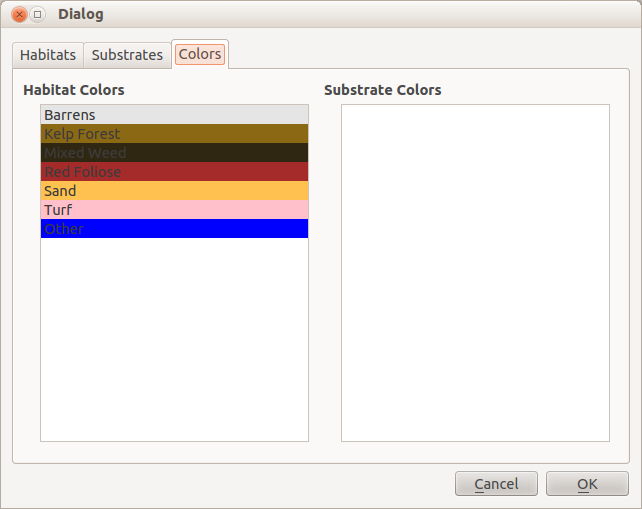 Dialog
Habitats Substrates Colors
Habitat Colors Substrate Colors
Barrens
Kelp Forest
Mixed Weed
Red Foliose
Sand
Turf
Other
Cancel OK